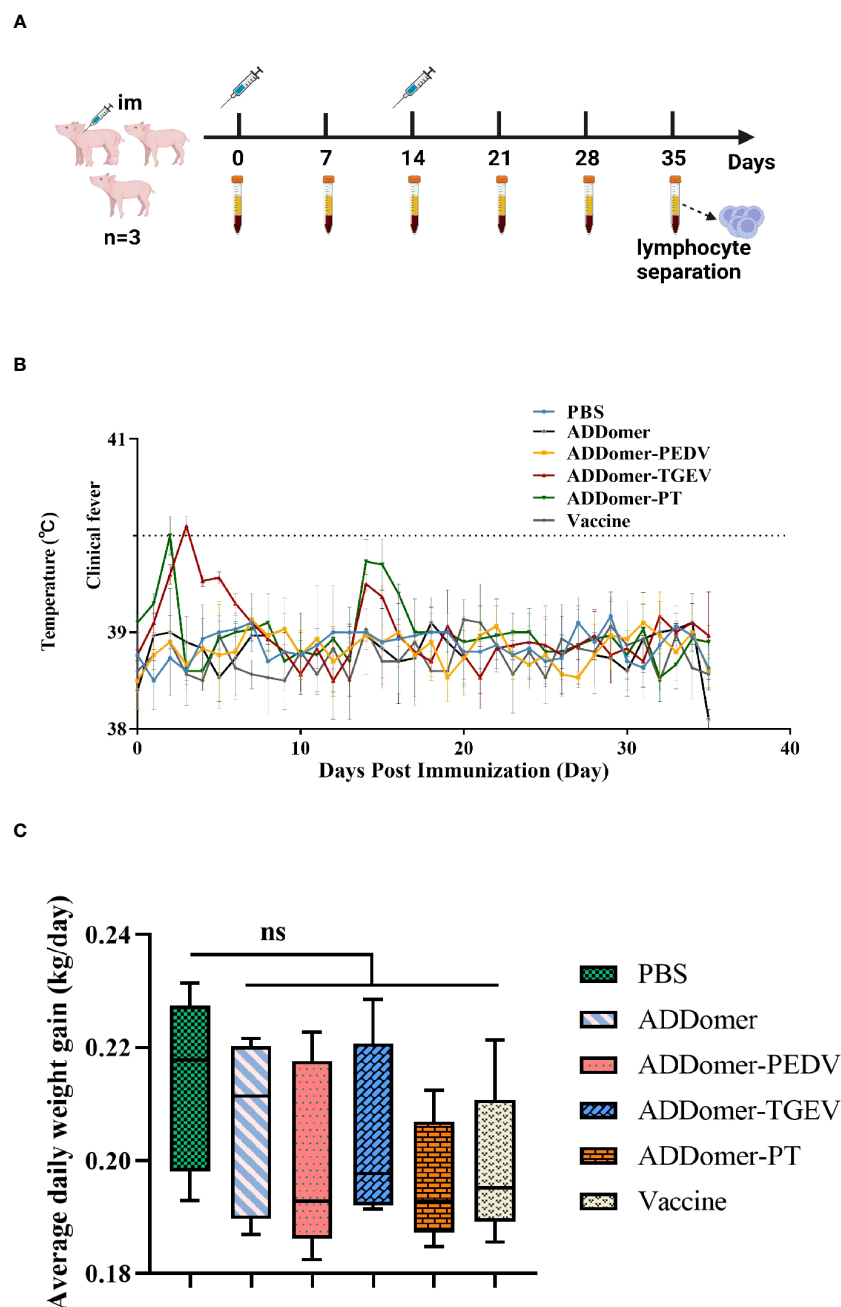 A
im
n=3
0 7 14 21 28 35 Days
lymphocyte
separation
B
PBS
ADDomer
ADDomer-PEDV
ADDomer-TGEV
ADDomer-PT
Vaccine
Temperature (℃)
Clinical fever
41
39
38
0 10 20 30 40
Days Post Immunization (Day)
C
Average daily weight gain (kg/day)
0.24
0.22
0.20
0.18
ns
PBS
ADDomer
ADDomer-PEDV
ADDomer-TGEV
ADDomer-PT
Vaccine